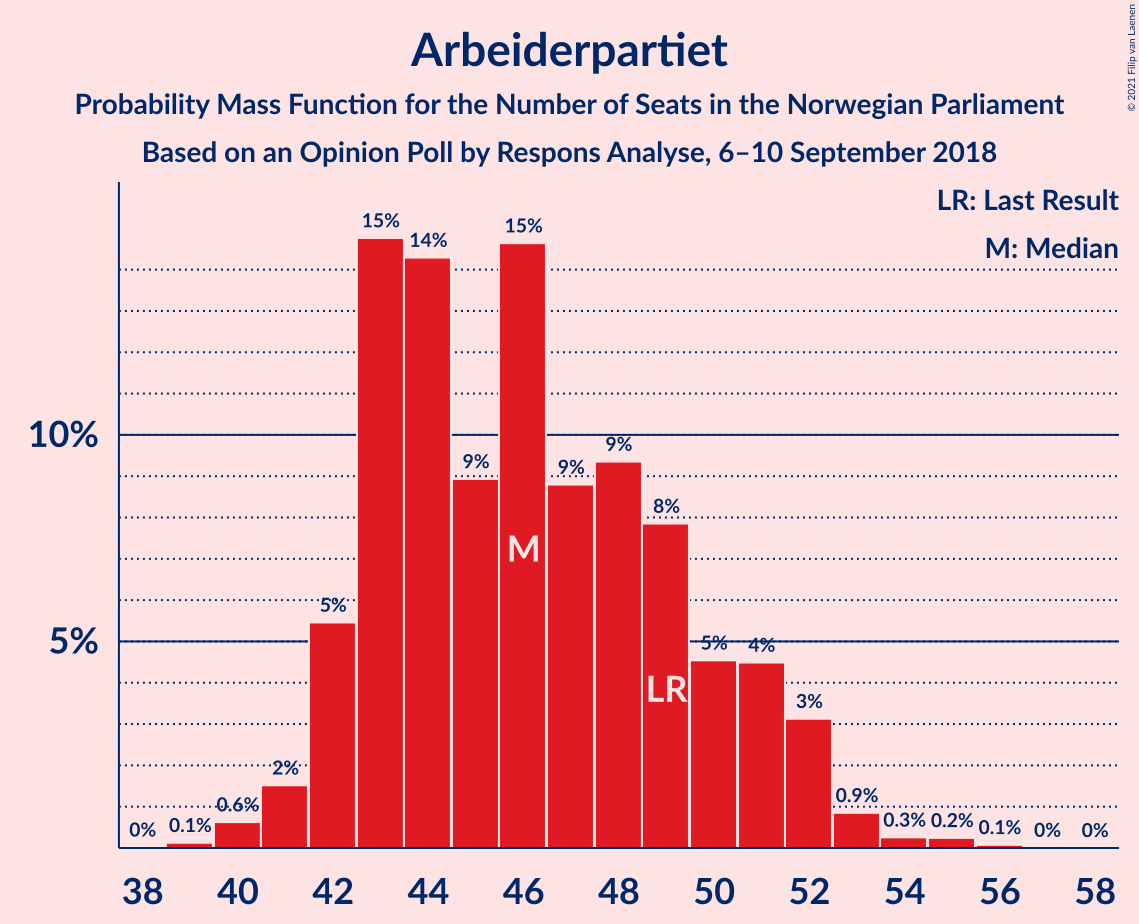 Arbeiderpartiet
Probability Mass Function for the Number of Seats in the Norwegian Parliament
Based on an Opinion Poll by Respons Analyse, 6–10 September 2018
© 2021 Filip van Laenen
LR: Last Result
M: Median
10%
5%
0%
0.1%
0.6%
2%
5%
15%
14%
9%
15%
9%
9%
8%
5%
4%
3%
0.9%
0.3%
0.2%
0.1%
0%
0%
M
LR
38 40 42 44 46 48 50 52 54 56 58